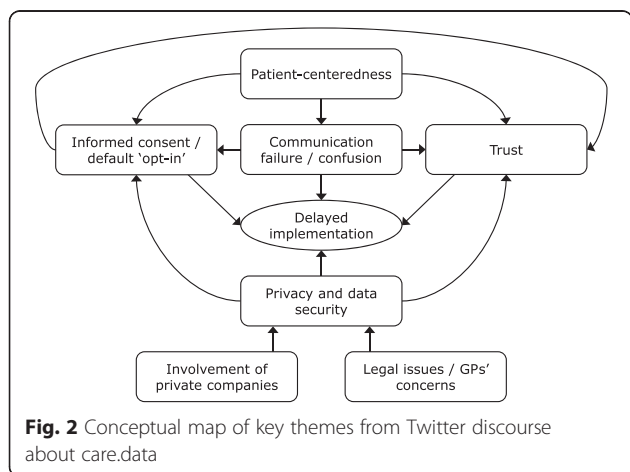 Patient-centeredness
Informed consent /
default ‘opt-in’
Communication
failure / confusion
Trust
Delayed
implementation
Privacy and data
security
Involvement of
private companies
Legal issues / GPs’
concerns
Fig. 2 Conceptual map of key themes from Twitter discourse
about care.data